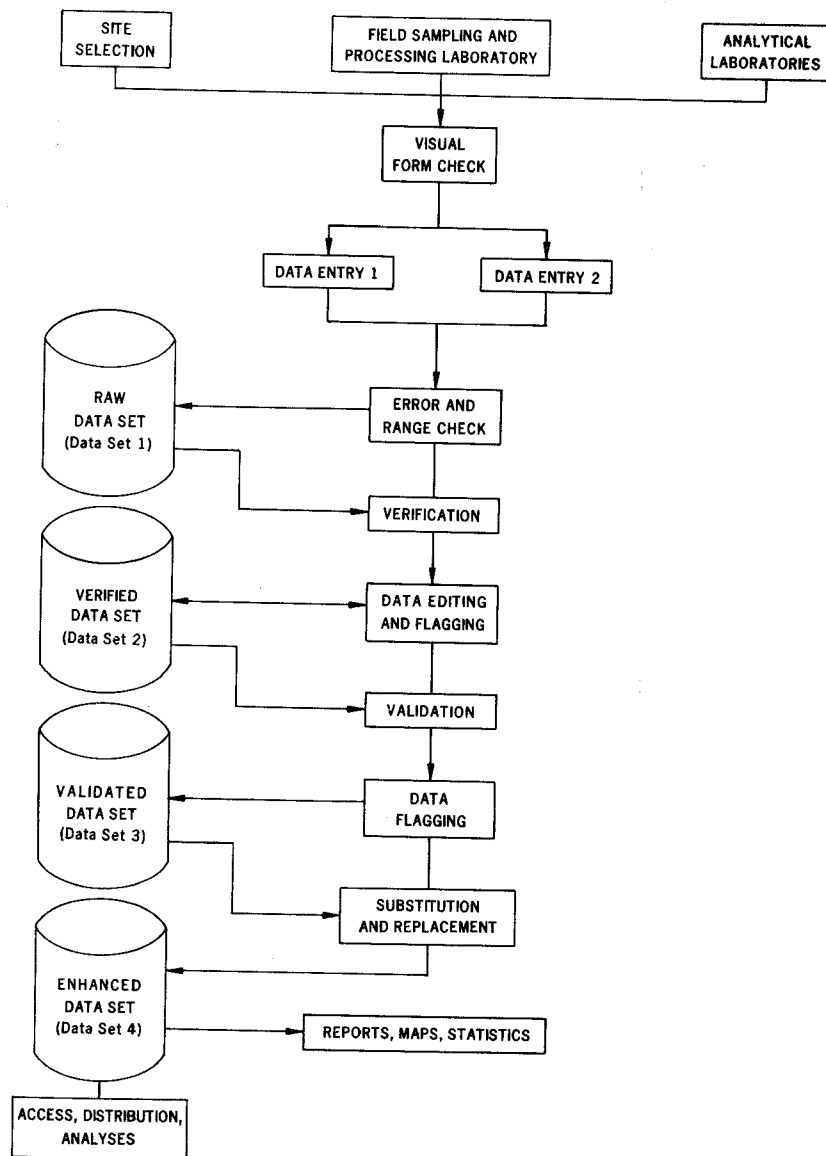 SITE
SELECTION
FIELD SAMPLING AND
PROCESSING LABORATORY
ANALYTICAL
LABORATORIES
VISUAL
FORM CHECK
DATA ENTRY 1
DATA ENTRY 2
RAW
DATA SET
(Data Set 1)
ERROR AND
RANGE CHECK
VERIFICATION
VERIFIED
DATA SET
(Data Set 2)
DATA EDITING
AND FLAGGING
VALIDATION
VALIDATED
DATA SET
(Data Set 3)
DATA
FLAGGING
SUBSTITUTION
AND REPLACEMENT
ENHANCED
DATA SET
(Data Set 4)
REPORTS, MAPS, STATISTICS
ACCESS, DISTRIBUTION,
ANALYSES